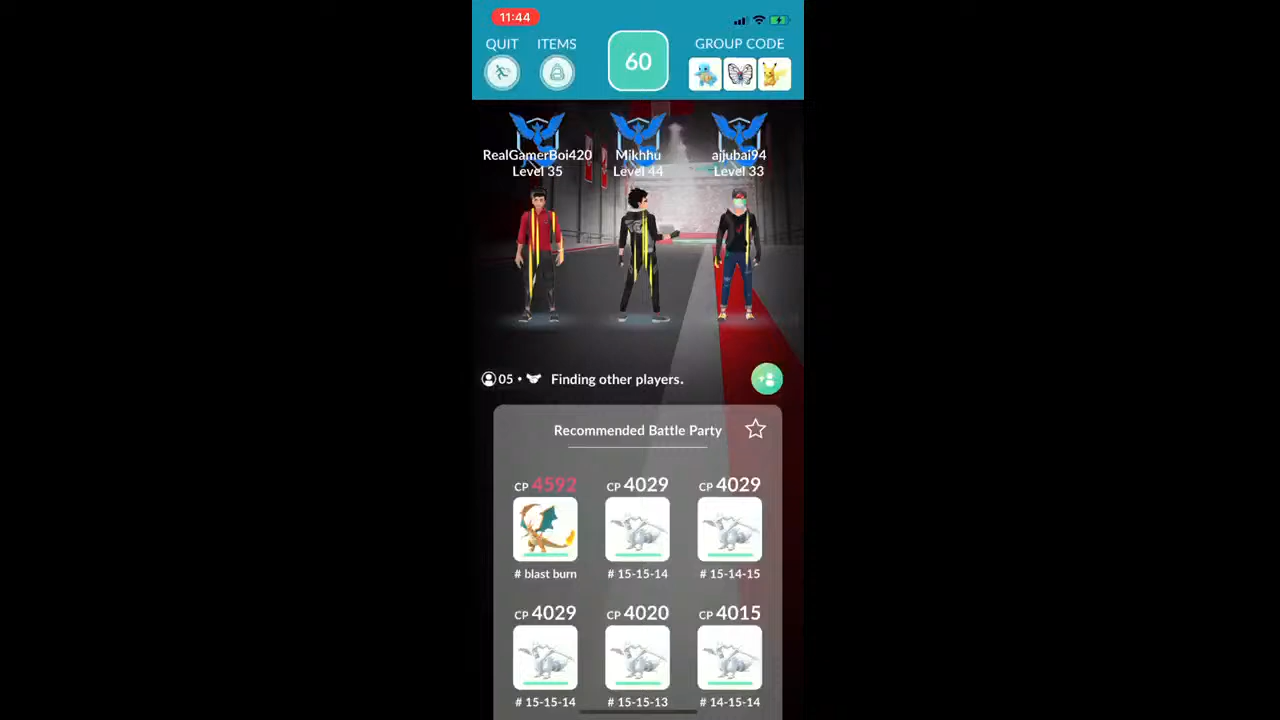 11:44
QUIT ITEMS 60 GROUP CODE
RealGamerBoi420 Mikhhu ajjubai94
Level 35 Level 44 Level 33
05 • Finding other players.
Recommended Battle Party
CP 4592 CP 4029 CP 4029
# blast burn # 15-15-14 # 15-14-15
CP 4029 CP 4020 CP 4015
# 15-15-14 # 15-15-13 # 14-15-14